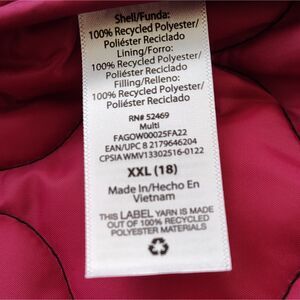 Shell/Funda:
100% Recycled Polyester/
Poliéster Reciclado
Lining/Forro:
100% Recycled Polyester/
Poliéster Reciclado
Filling/Relleno:
100% Recycled Polyester/
Poliéster Reciclado
RN# 52469
Multi
FAGOW00025FA22
EAN/UPC 8 2179646204
CPSIA WMV13302516-0122
XXL (18)
Made In/Hecho En
Vietnam
THIS LABEL YARN IS MADE
OUT OF 100% RECYCLED
POLYESTER MATERIALS